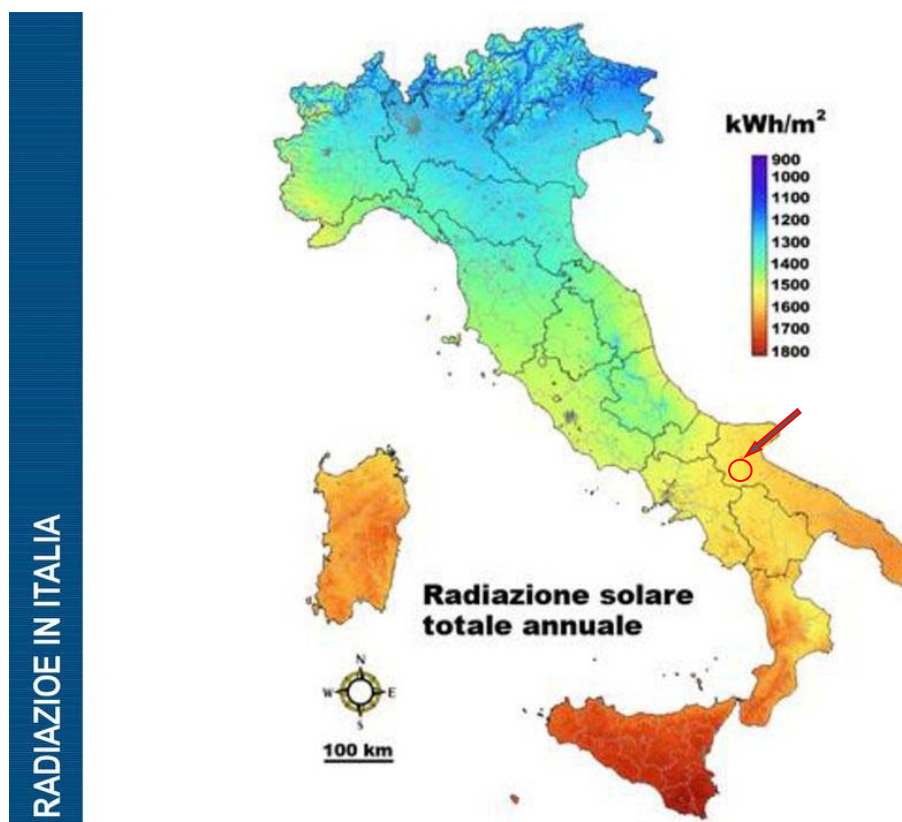 RADIAZIOE IN ITALIA
kWh/m²
900
1000
1100
1200
1300
1400
1500
1600
1700
1800
Radiazione solare
totale annuale
N
W E
S
100 km